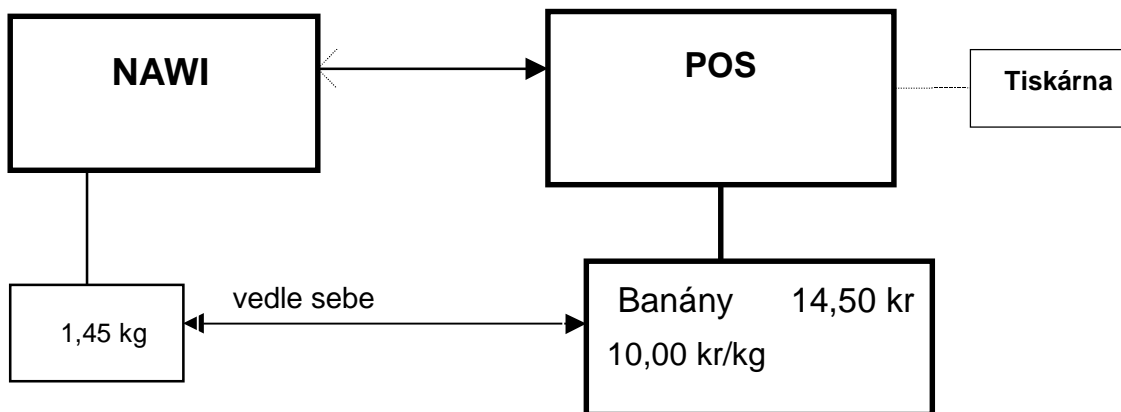 NAWI
POS
Tiskárna
vedle sebe
1,45 kg
Banány 14,50 kr
10,00 kr/kg